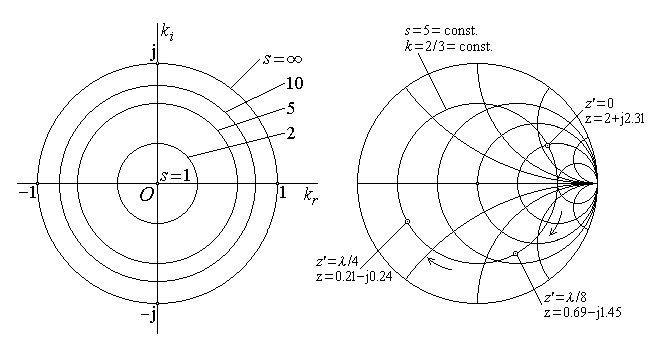 k_i
j
s=∞
10
5
2
s=1
−1
O
1
k_r
−j
s=5= const.
k=2/3= const.
z'=0
z=2+j2.31
z'=λ/4
z=0.21−j0.24
z'=λ/8
z=0.69−j1.45